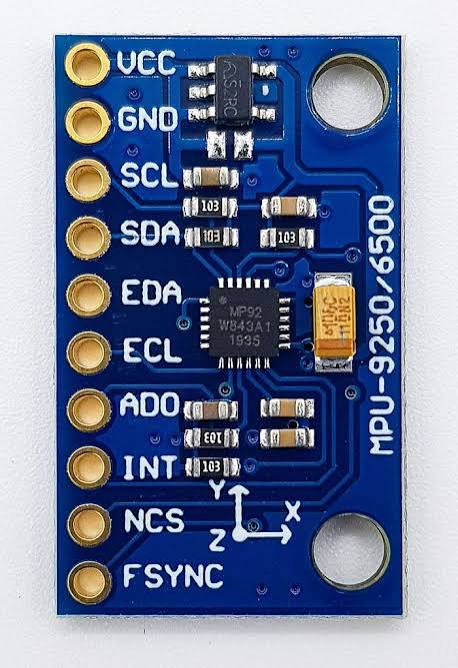 VCC
GND
SCL
SDA
EDA
ECL
ADO
INT
NCS
FSYNC
103
103
103
MP92
W843A1
1935
103
103
MPU-9250/6500
Y
X
Z